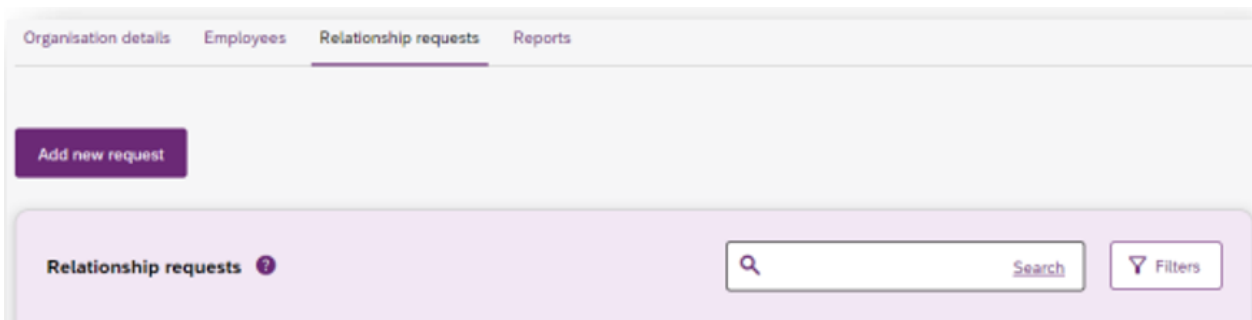 Organisation details Employees Relationship requests Reports
Add new request
Relationship requests ? Search Filters